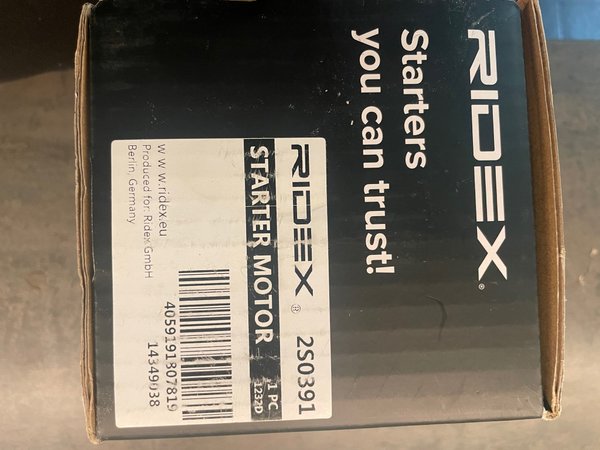 RIDEX®
Starters
you can trust!
RIDEX® 2S0391
STARTER MOTOR 1 PC
1232D
4059191807819
14349038
www.ridex.eu
Produced for: Ridex GmbH
Berlin, Germany